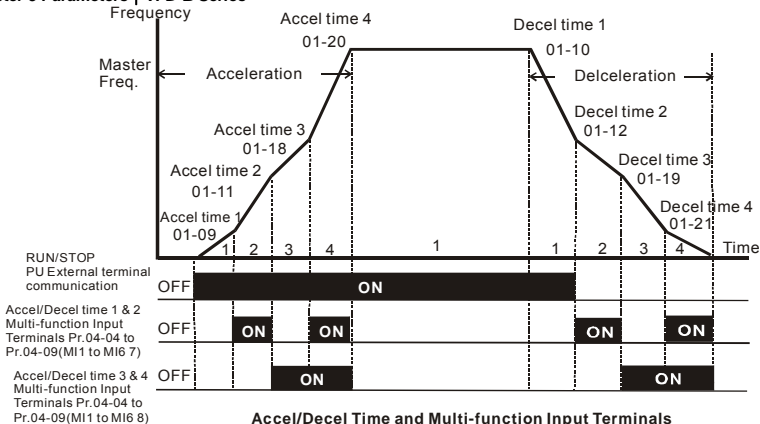 Frequency
Accel time 4
01-20
Decel time 1
01-10
Master
Freq.
Acceleration
Delceleration
Accel time 3
01-18
Decel time 2
01-12
Accel time 2
01-11
Decel time 3
01-19
Accel time 1
01-09
Decel time 4
01-21
1 2 3 4 1 1 2 3 4 Time
RUN/STOP
PU External terminal
communication
OFF ON
Accel/Decel time 1 & 2
Multi-function Input
Terminals Pr.04-04 to
Pr.04-09(MI1 to MI6 7)
OFF ON ON ON ON
Accel/Decel time 3 & 4
Multi-function Input
Terminals Pr.04-04 to
Pr.04-09(MI1 to MI6 8)
OFF ON ON
Accel/Decel Time and Multi-function Input Terminals